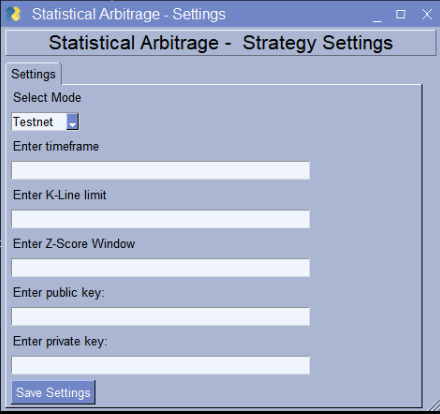 Statistical Arbitrage - Settings
Statistical Arbitrage -  Strategy Settings
Settings
Select Mode
Testnet
Enter timeframe
Enter K-Line limit
Enter Z-Score Window
Enter public key:
Enter private key:
Save Settings